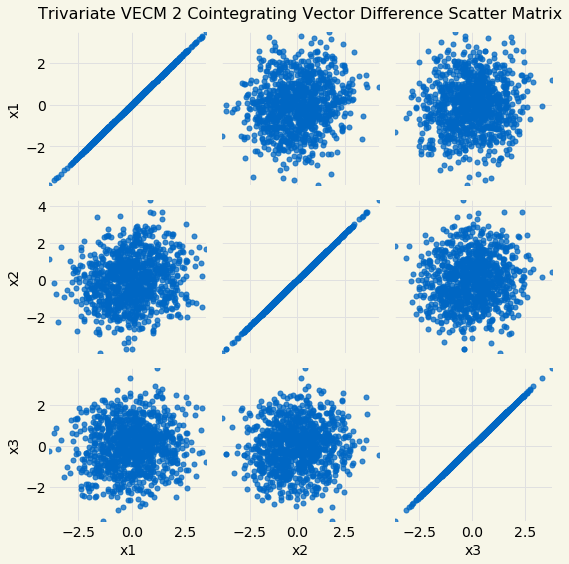 Trivariate VECM 2 Cointegrating Vector Difference Scatter Matrix
2
0
−2
x1
4
2
0
−2
x2
2
0
−2
x3
−2.5 0.0 2.5 −2.5 0.0 2.5 −2.5 0.0 2.5
x1 x2 x3